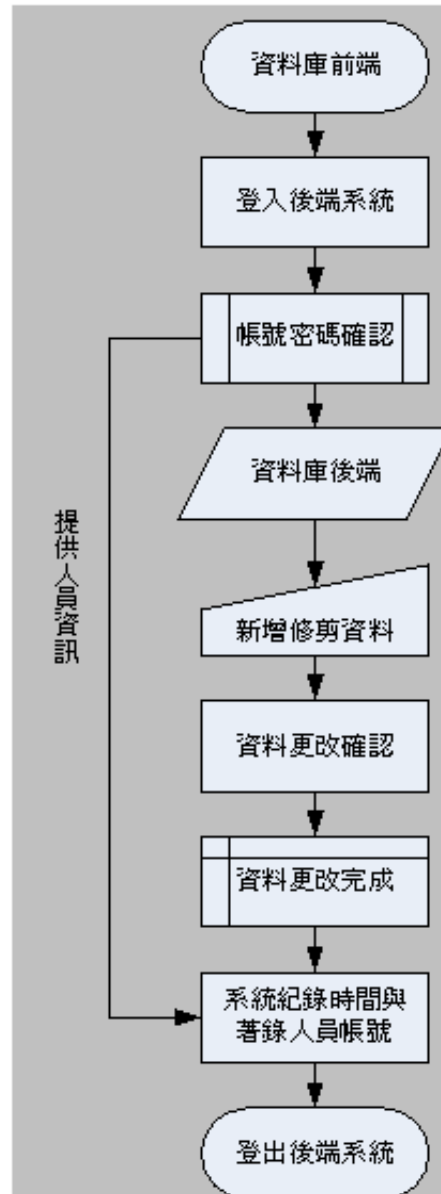 資料庫前端
登入後端系統
帳號密碼確認
資料庫後端
提供人員資訊
新增修剪資料
資料更改確認
資料更改完成
系統紀錄時間與
著錄人員帳號
登出後端系統